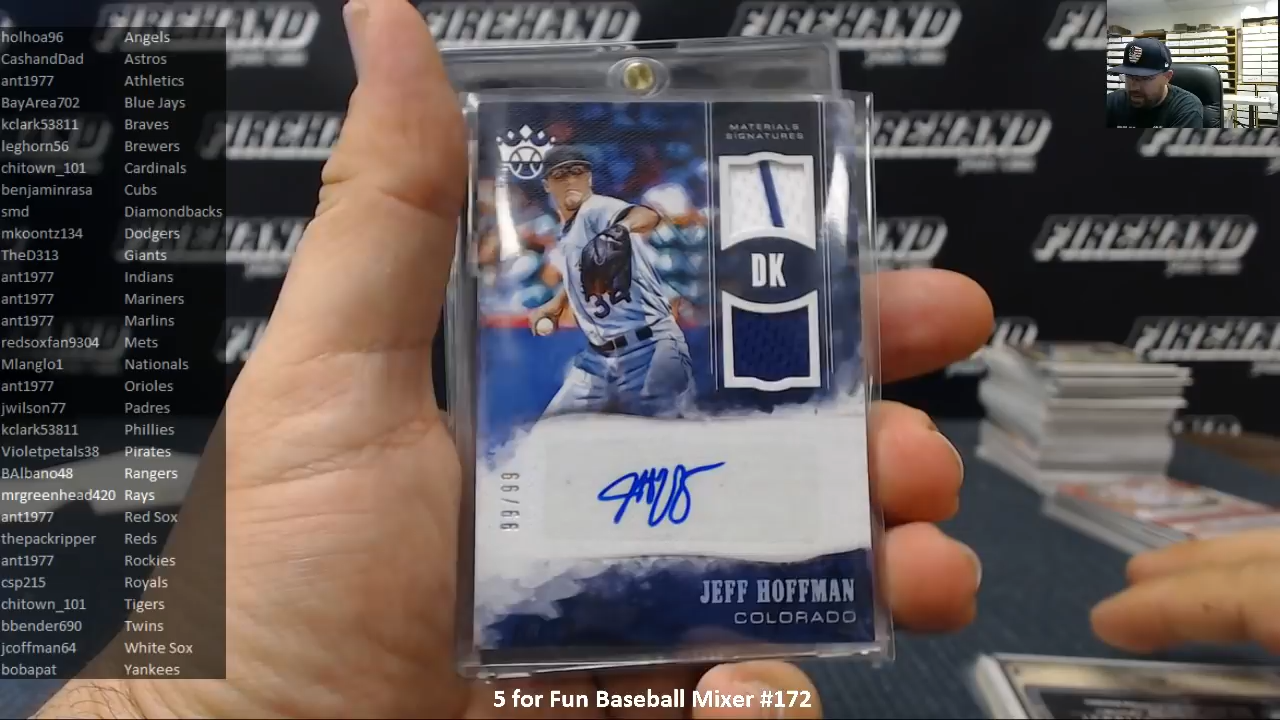 holhoa96 Angels
CashandDad Astros
ant1977 Athletics
BayArea702 Blue Jays
kclark53811 Braves
leghorn56 Brewers
chitown_101 Cardinals
benjaminrasa Cubs
smd Diamondbacks
mkoontz134 Dodgers
TheD313 Giants
ant1977 Indians
ant1977 Mariners
ant1977 Marlins
redsoxfan9304 Mets
Mlanglo1 Nationals
ant1977 Orioles
jwilson77 Padres
kclark53811 Phillies
Violetpetals38 Pirates
BAlbano48 Rangers
mrgreenhead420 Rays
ant1977 Red Sox
thepackripper Reds
ant1977 Rockies
csp215 Royals
chitown_101 Tigers
bbender690 Twins
jcoffman64 White Sox
bobapat Yankees
FIREHAND
FIREHAND
FIREHAND
FIREHAND
MATERIALS
SIGNATURES
DK
34
99/99
JEFF HOFFMAN
COLORADO
5 for Fun Baseball Mixer #172